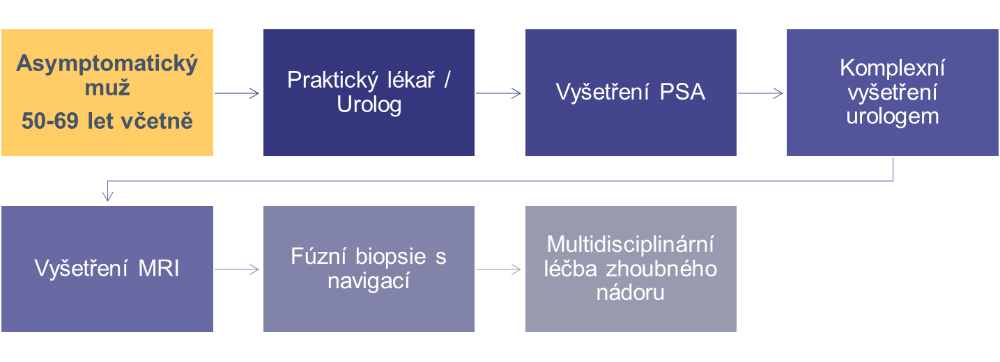 Asymptomatický
muž
50-69 let včetně
Praktický lékař /
Urolog
Vyšetření PSA
Komplexní
vyšetření
urologem
Vyšetření MRI
Fúzní biopsie s
navigací
Multidisciplinární
léčba zhoubného
nádoru